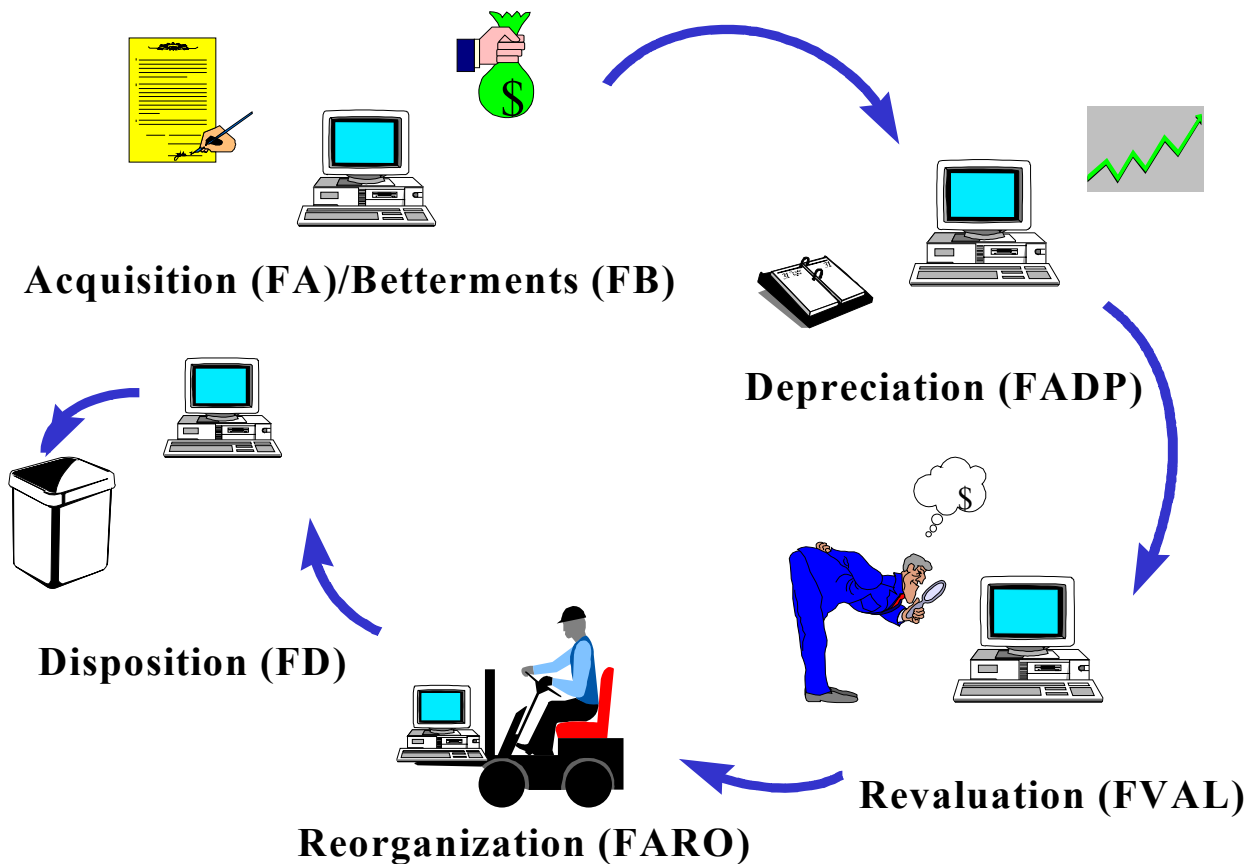 $
Acquisition (FA)/Betterments (FB)
Depreciation (FADP)
$
Disposition (FD)
Revaluation (FVAL)
Reorganization (FARO)